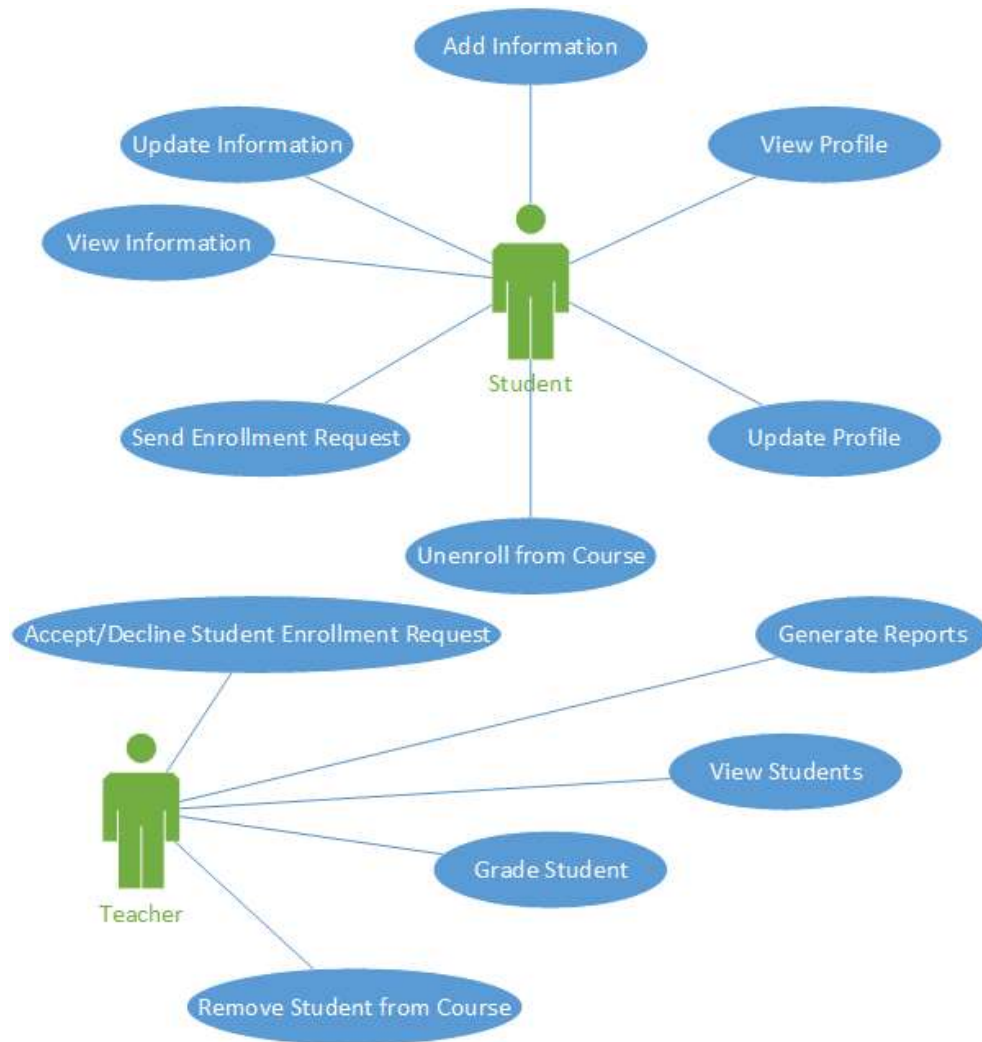 Add Information
Update Information
View Profile
View Information
Student
Send Enrollment Request
Update Profile
Unenroll from Course
Accept/Decline Student Enrollment Request
Generate Reports
View Students
Grade Student
Teacher
Remove Student from Course